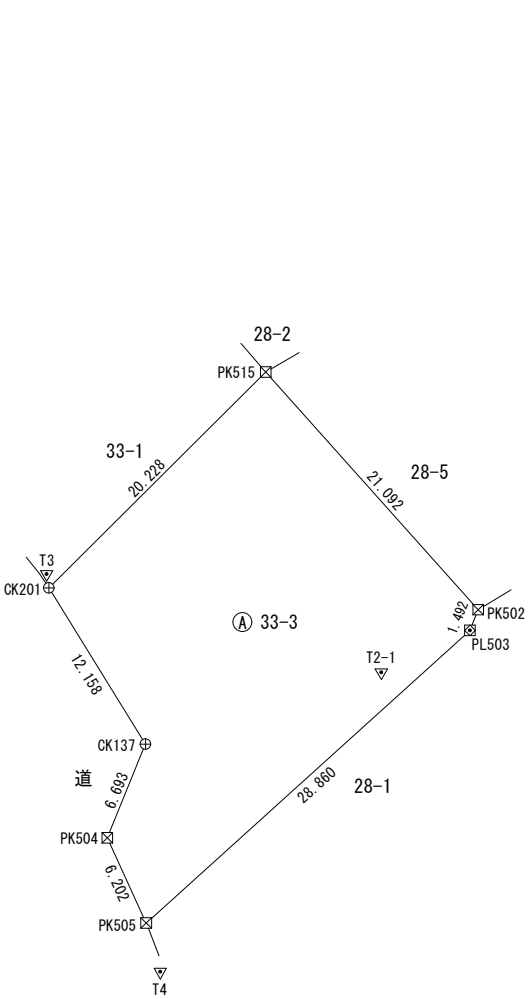 28-2
PK515
33-1
20.228
21.092
28-5
T3
CK201
Ⓐ 33-3
1.492
PK502
PL503
T2-1
12.158
CK137
道
6.693
28.860
28-1
PK504
6.202
PK505
T4